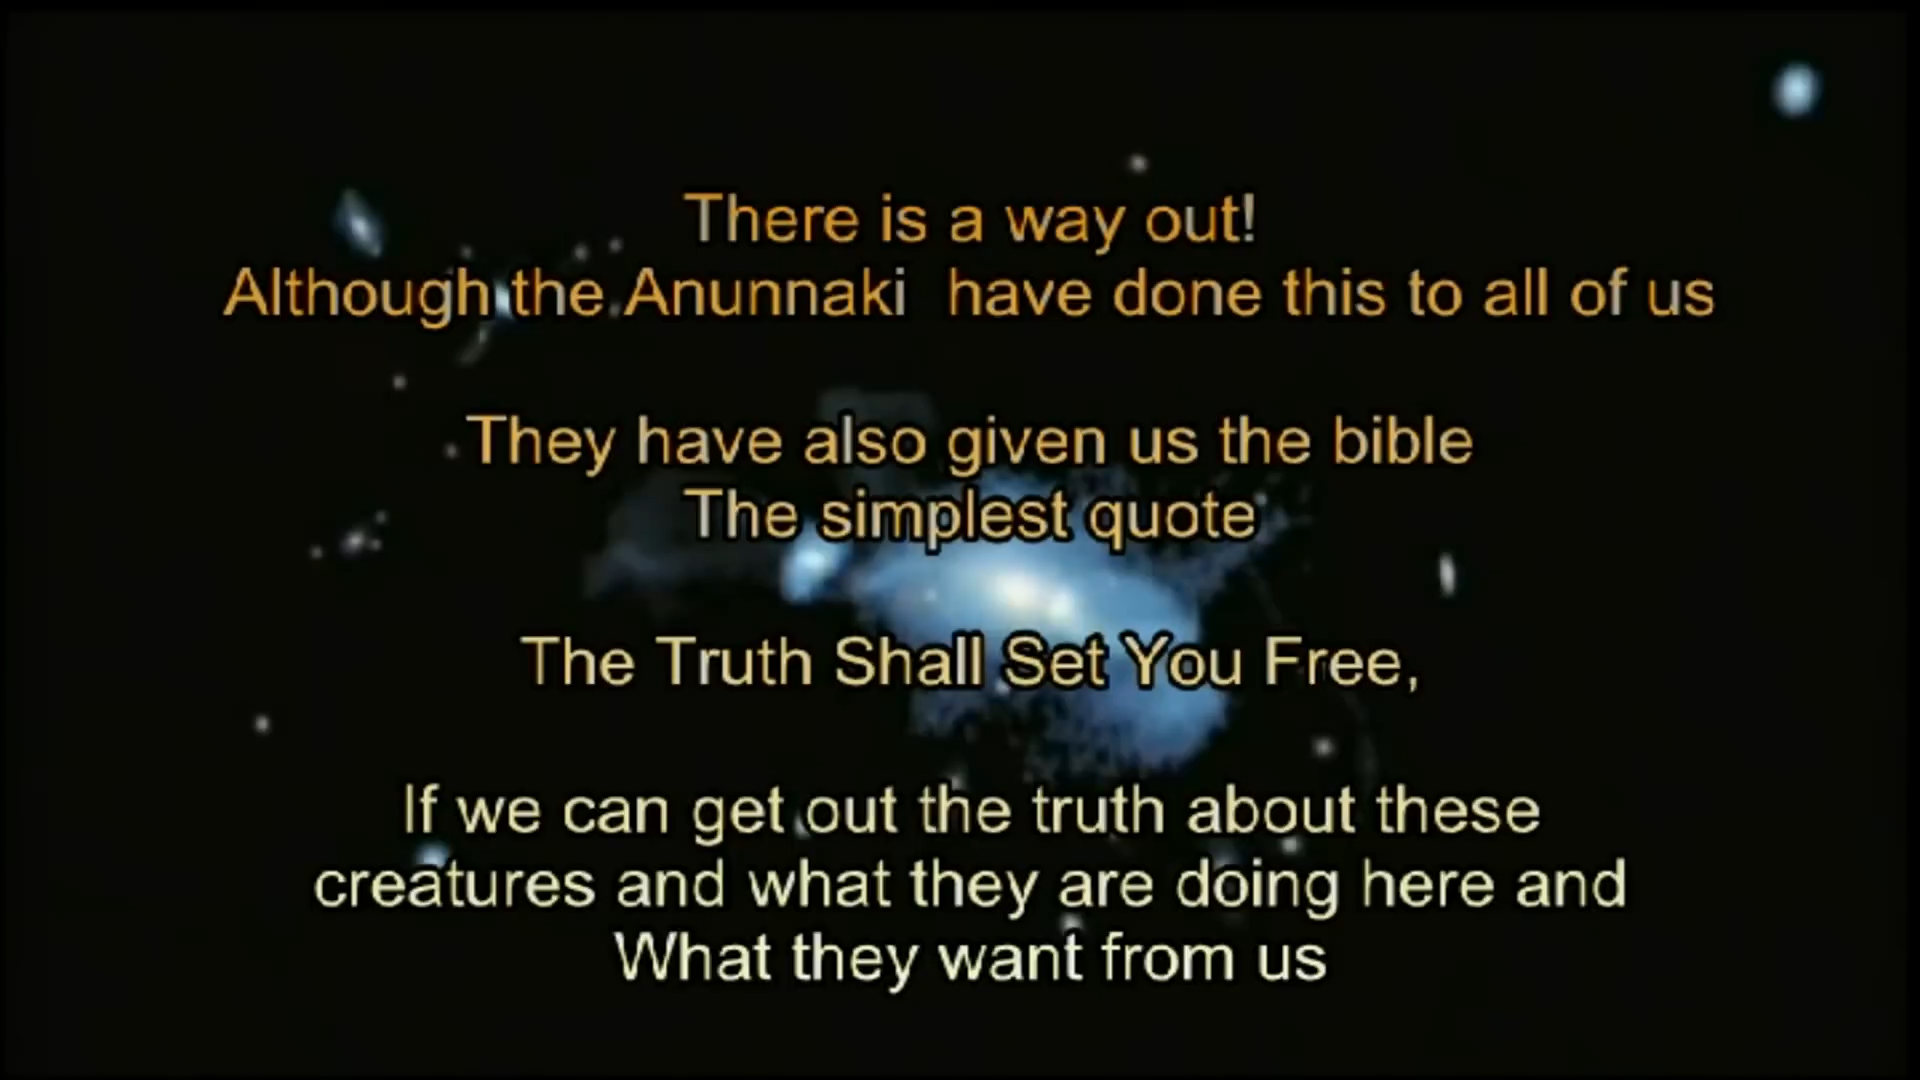 There is a way out!
Although the Anunnaki have done this to all of us
They have also given us the bible
The simplest quote
The Truth Shall Set You Free,
If we can get out the truth about these
creatures and what they are doing here and
What they want from us